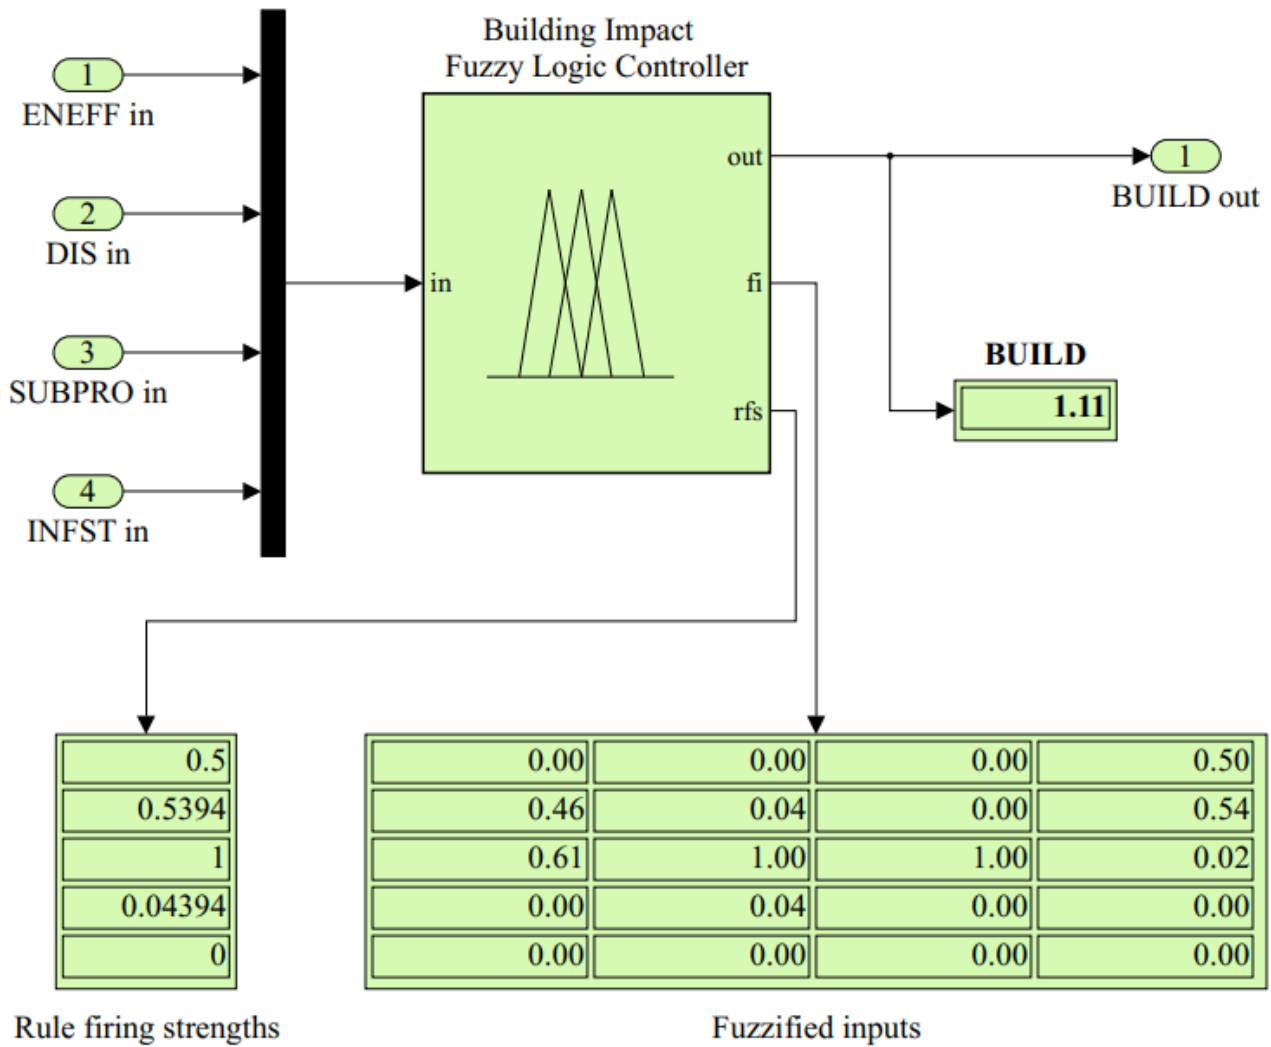 Building Impact
Fuzzy Logic Controller
1
ENEFF in
2
DIS in
3
SUBPRO in
4
INFST in
in
out
fi
rfs
1
BUILD out
BUILD
1.11
0.5
0.5394
1
0.04394
0
Rule firing strengths
0.00 0.00 0.00 0.50
0.46 0.04 0.00 0.54
0.61 1.00 1.00 0.02
0.00 0.04 0.00 0.00
0.00 0.00 0.00 0.00
Fuzzified inputs